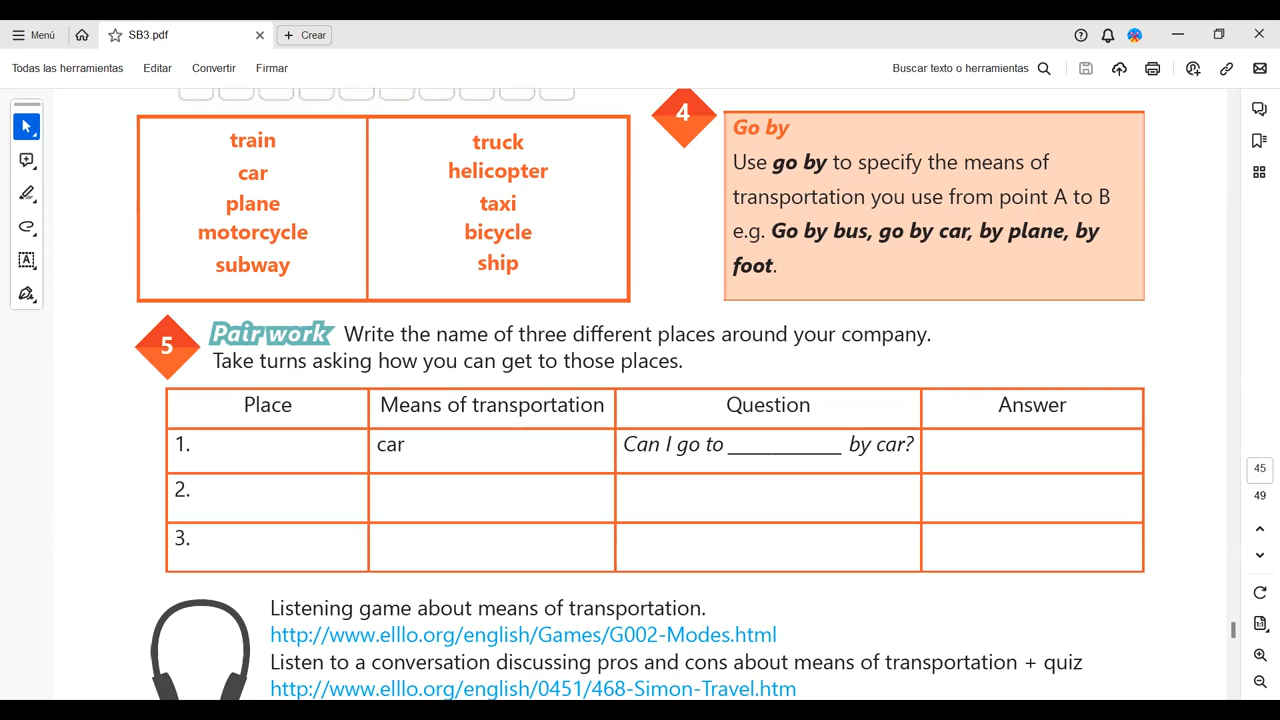 Menú
SB3.pdf
Crear
Todas las herramientas
Editar
Convertir
Firmar
Buscar texto o herramientas
train
car
plane
motorcycle
subway
truck
helicopter
taxi
bicycle
ship
4
Go by
Use go by to specify the means of
transportation you use from point A to B
e.g. Go by bus, go by car, by plane, by
foot.
5
Pair work Write the name of three different places around your company.
Take turns asking how you can get to those places.
Place Means of transportation Question Answer
1. car Can I go to __________ by car?
2.
3.
45
49
Listening game about means of transportation.
http://www.elllo.org/english/Games/G002-Modes.html
Listen to a conversation discussing pros and cons about means of transportation + quiz
http://www.elllo.org/english/0451/468-Simon-Travel.htm